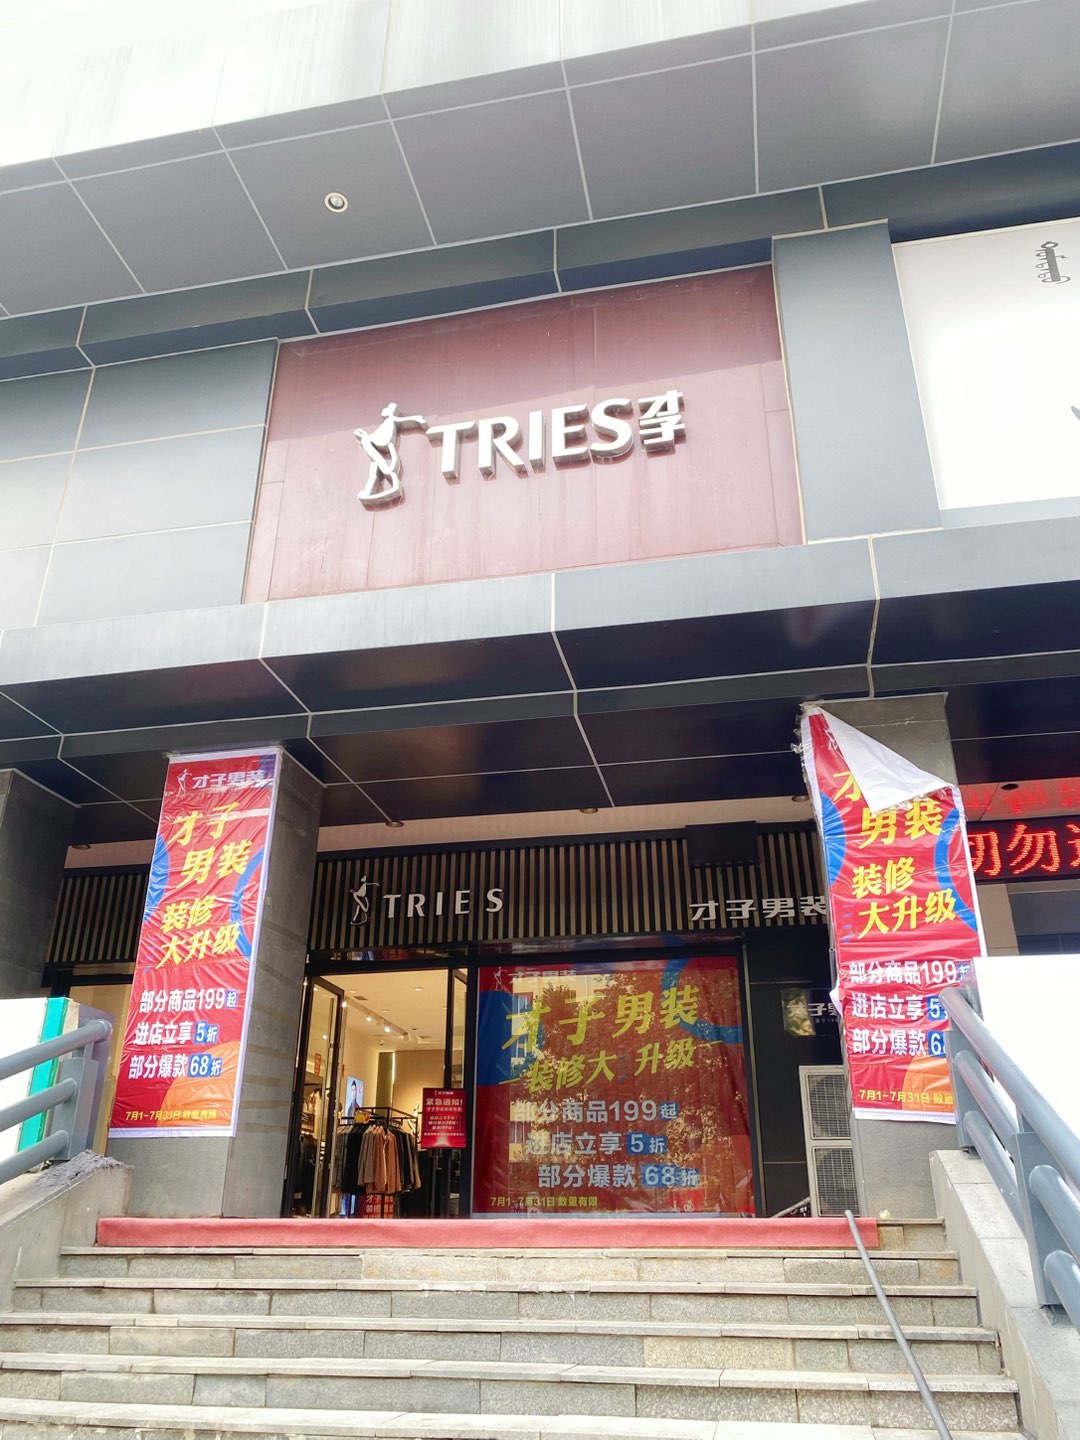 TRIES才子
才子男装
才子
男装
装修
大升级
部分商品199起
进店立享5折
部分爆款68折
7月1-7月31日 数量有限
TRIES
才子男装
才子男装
才子男装
装修大升级
部分商品199起
进店立享5折
部分爆款68折
7月1-7月31日 数量有限
紧急通知!
才
男装
装修
大升级
部分商品199
进店立享5
部分爆款6
7月1-7月31日 数量
切勿